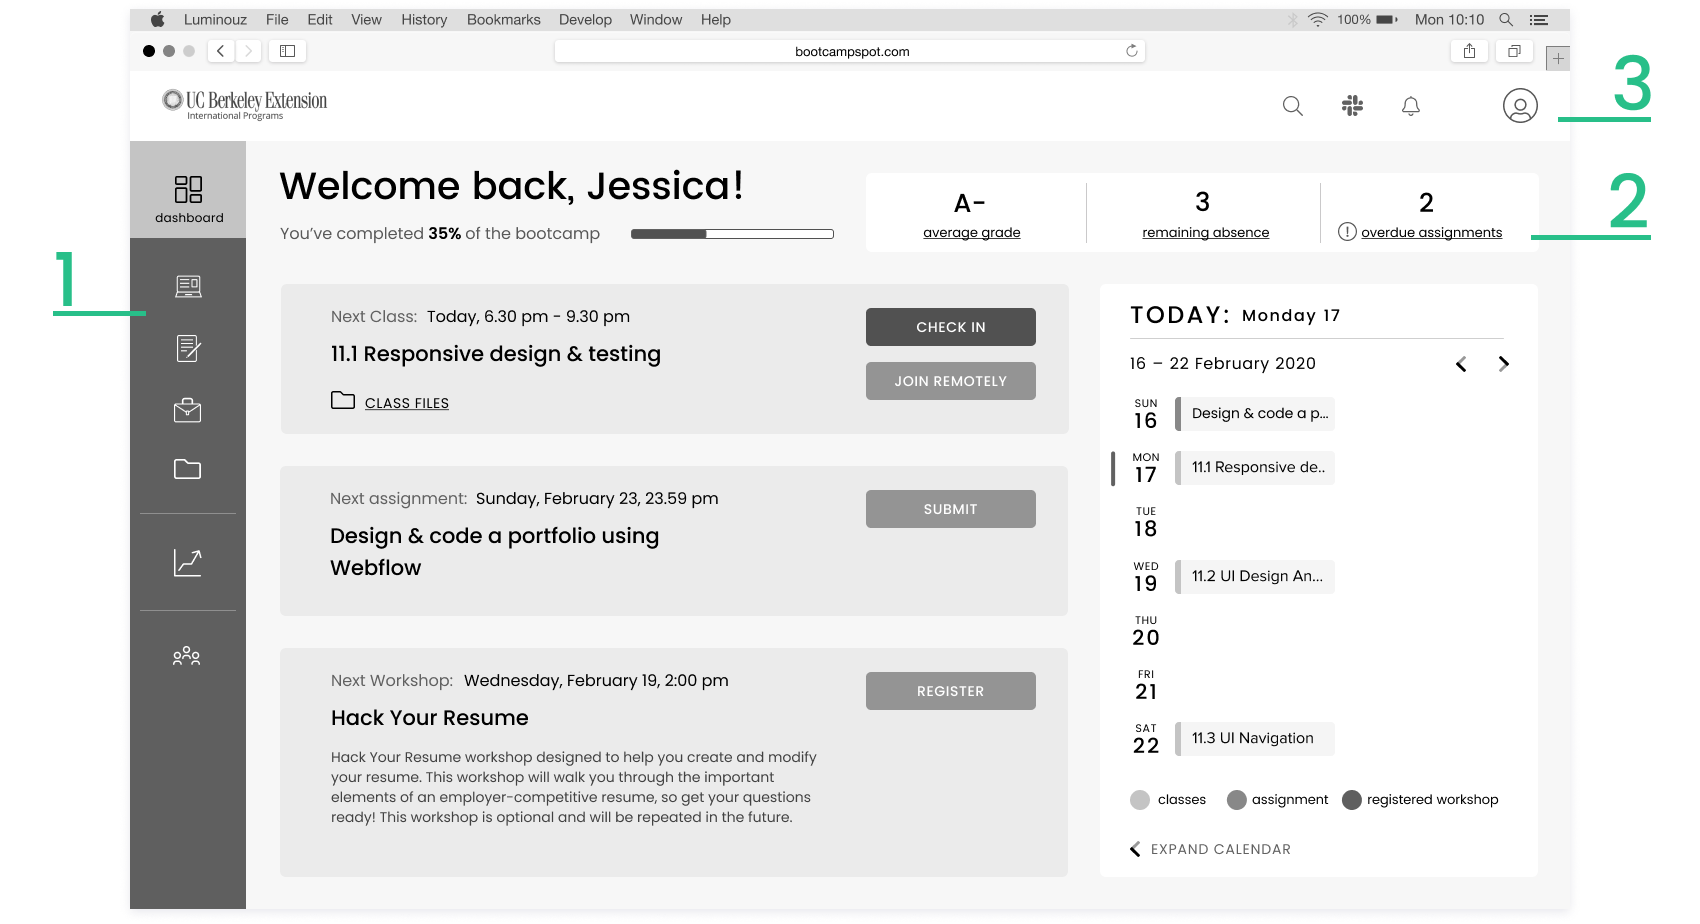 Luminouz File Edit View History Bookmarks Develop Window Help 100% Mon 10:10
bootcampspot.com
UC Berkeley Extension
International Programs
3
dashboard
Welcome back, Jessica!
You've completed 35% of the bootcamp
A-
average grade
3
remaining absence
2
! overdue assignments
2
1
Next Class: Today, 6.30 pm - 9.30 pm
11.1 Responsive design & testing
CLASS FILES
CHECK IN
JOIN REMOTELY
Next assignment: Sunday, February 23, 23.59 pm
Design & code a portfolio using
Webflow
SUBMIT
Next Workshop: Wednesday, February 19, 2:00 pm
Hack Your Resume
Hack Your Resume workshop designed to help you create and modify
your resume. This workshop will walk you through the important
elements of an employer-competitive resume, so get your questions
ready! This workshop is optional and will be repeated in the future.
REGISTER
TODAY: Monday 17
16 – 22 February 2020
SUN
16
Design & code a p...
MON
17
11.1 Responsive de..
TUE
18
WED
19
11.2 UI Design An...
THU
20
FRI
21
SAT
22
11.3 UI Navigation
classes assignment registered workshop
EXPAND CALENDAR